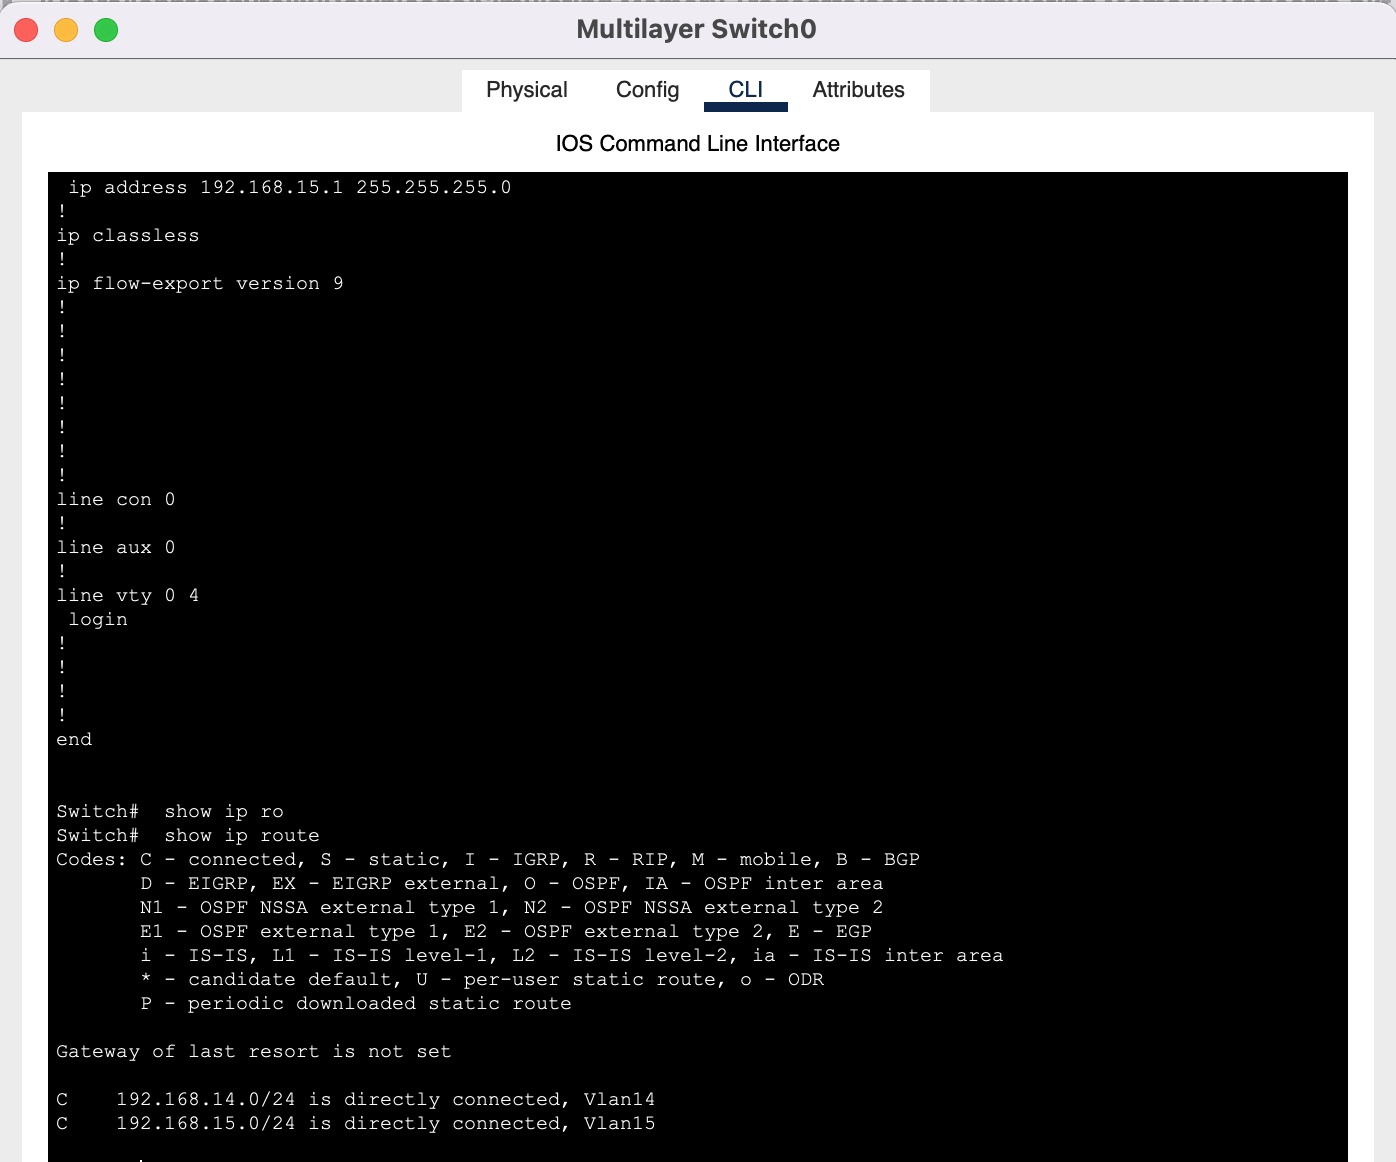 Multilayer Switch0
Physical Config CLI Attributes
IOS Command Line Interface
 ip address 192.168.15.1 255.255.255.0
!
ip classless
!
ip flow-export version 9
!
!
!
!
!
!
!
!
line con 0
!
line aux 0
!
line vty 0 4
 login
!
!
!
!
end
Switch#  show ip ro
Switch#  show ip route
Codes: C - connected, S - static, I - IGRP, R - RIP, M - mobile, B - BGP
       D - EIGRP, EX - EIGRP external, O - OSPF, IA - OSPF inter area
       N1 - OSPF NSSA external type 1, N2 - OSPF NSSA external type 2
       E1 - OSPF external type 1, E2 - OSPF external type 2, E - EGP
       i - IS-IS, L1 - IS-IS level-1, L2 - IS-IS level-2, ia - IS-IS inter area
       * - candidate default, U - per-user static route, o - ODR
       P - periodic downloaded static route
Gateway of last resort is not set
C    192.168.14.0/24 is directly connected, Vlan14
C    192.168.15.0/24 is directly connected, Vlan15